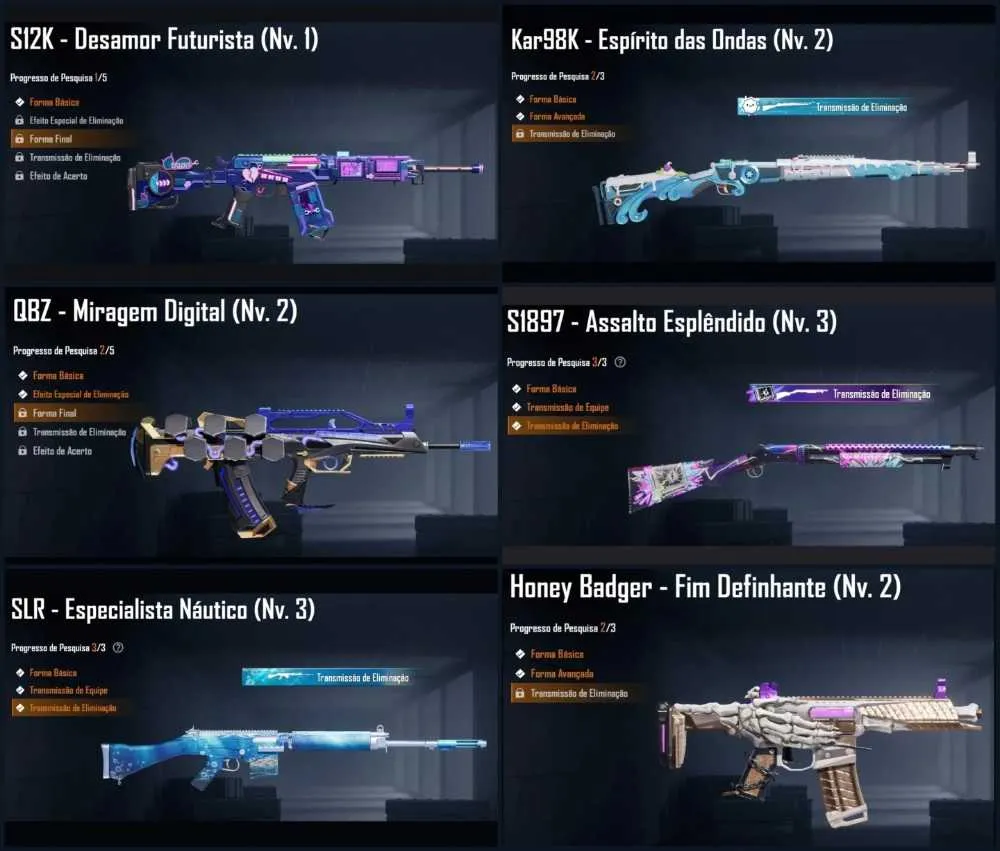 S12K - Desamor Futurista (Nv. 1)
Progresso de Pesquisa 1/5
Forma Básica
Efeito Especial de Eliminação
Forma Final
Transmissão de Eliminação
Efeito de Acerto
Kar98K - Espírito das Ondas (Nv. 2)
Progresso de Pesquisa 2/3
Forma Básica
Forma Avançada
Transmissão de Eliminação
Transmissão de Eliminação
QBZ - Miragem Digital (Nv. 2)
Progresso de Pesquisa 2/5
Forma Básica
Efeito Especial de Eliminação
Forma Final
Transmissão de Eliminação
Efeito de Acerto
S1897 - Assalto Esplêndido (Nv. 3)
Progresso de Pesquisa 3/3 ?
Forma Básica
Transmissão de Equipe
Transmissão de Eliminação
Transmissão de Eliminação
SLR - Especialista Náutico (Nv. 3)
Progresso de Pesquisa 3/3 ?
Forma Básica
Transmissão de Equipe
Transmissão de Eliminação
Transmissão de Eliminação
Honey Badger - Fim Definhante (Nv. 2)
Progresso de Pesquisa 2/3
Forma Básica
Forma Avançada
Transmissão de Eliminação